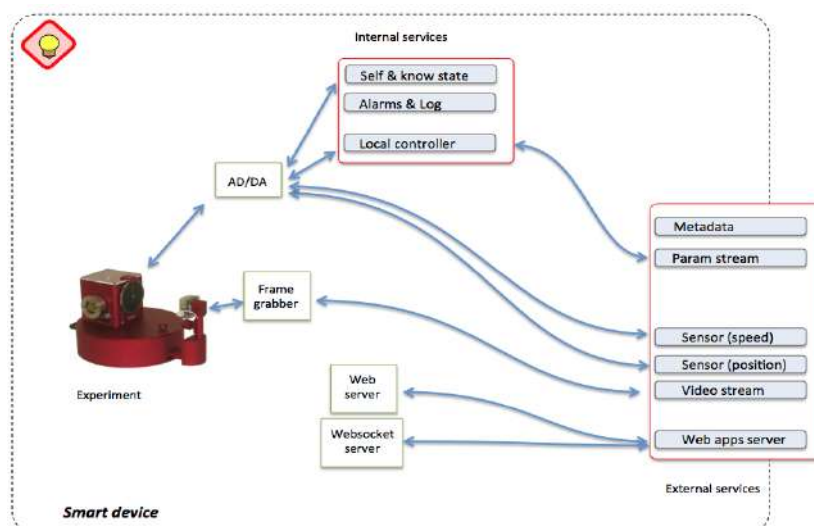 Internal services
Self & know state
Alarms & Log
Local controller
AD/DA
Metadata
Param stream
Frame
grabber
Sensor (speed)
Sensor (position)
Video stream
Experiment
Web
server
Websocket
server
Web apps server
External services
Smart device